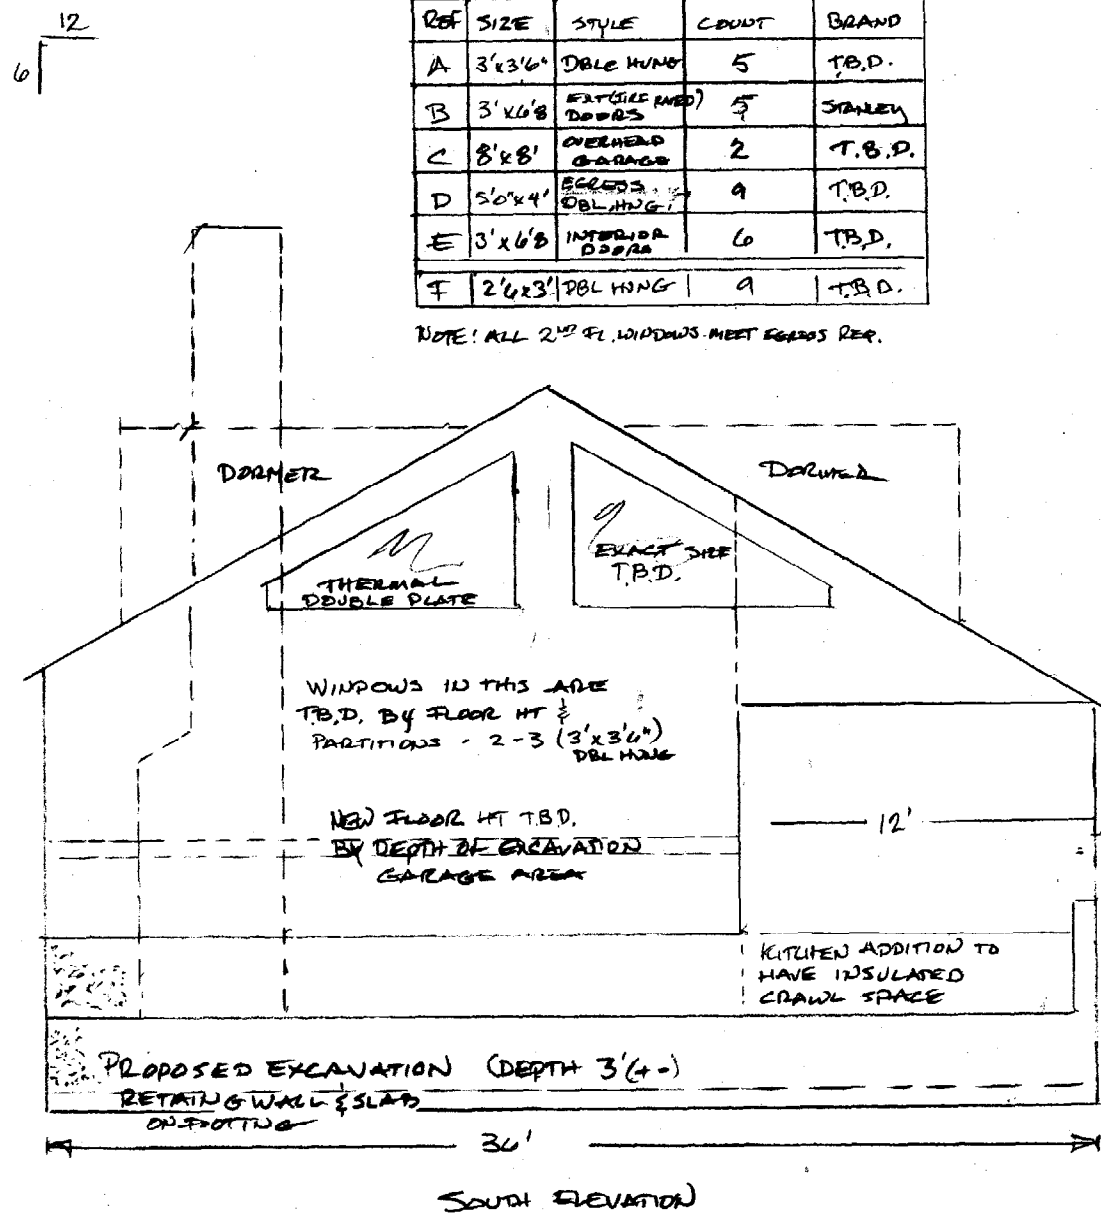 12
6
REF SIZE STYLE COUNT BRAND
A 3'x3'6" DBLE HUNG 5 T.B.D.
B 3'x6'8 EXT (FIRE RATED) DOORS 5 STANLEY
C 8'x8' OVERHEAD GARAGE 2 T.B.D.
D 5'0"x4' EGRESS DBL. HNG. 9 T.B.D.
E 3'x6'8 INTERIOR DOORS 6 T.B.D.
F 2'6x3' DBL HUNG 9 T.B.D.
NOTE: ALL 2ND FL. WINDOWS MEET EGRESS REQ.
DORMER
DORMER
THERMAL
DOUBLE PLATE
EXACT SIZE
T.B.D.
WINDOWS IN THIS ARE
T.B.D. BY FLOOR HT &
PARTITIONS - 2-3 (3'x3'6")
DBL HUNG
NEW FLOOR HT T.B.D.
BY DEPTH OF EXCAVATION
GARAGE AREA
12'
KITCHEN ADDITION TO
HAVE INSULATED
CRAWL SPACE
PROPOSED EXCAVATION (DEPTH 3'(+-)
RETAING WALL & SLAB
ON FOOTING
36'
SOUTH ELEVATION